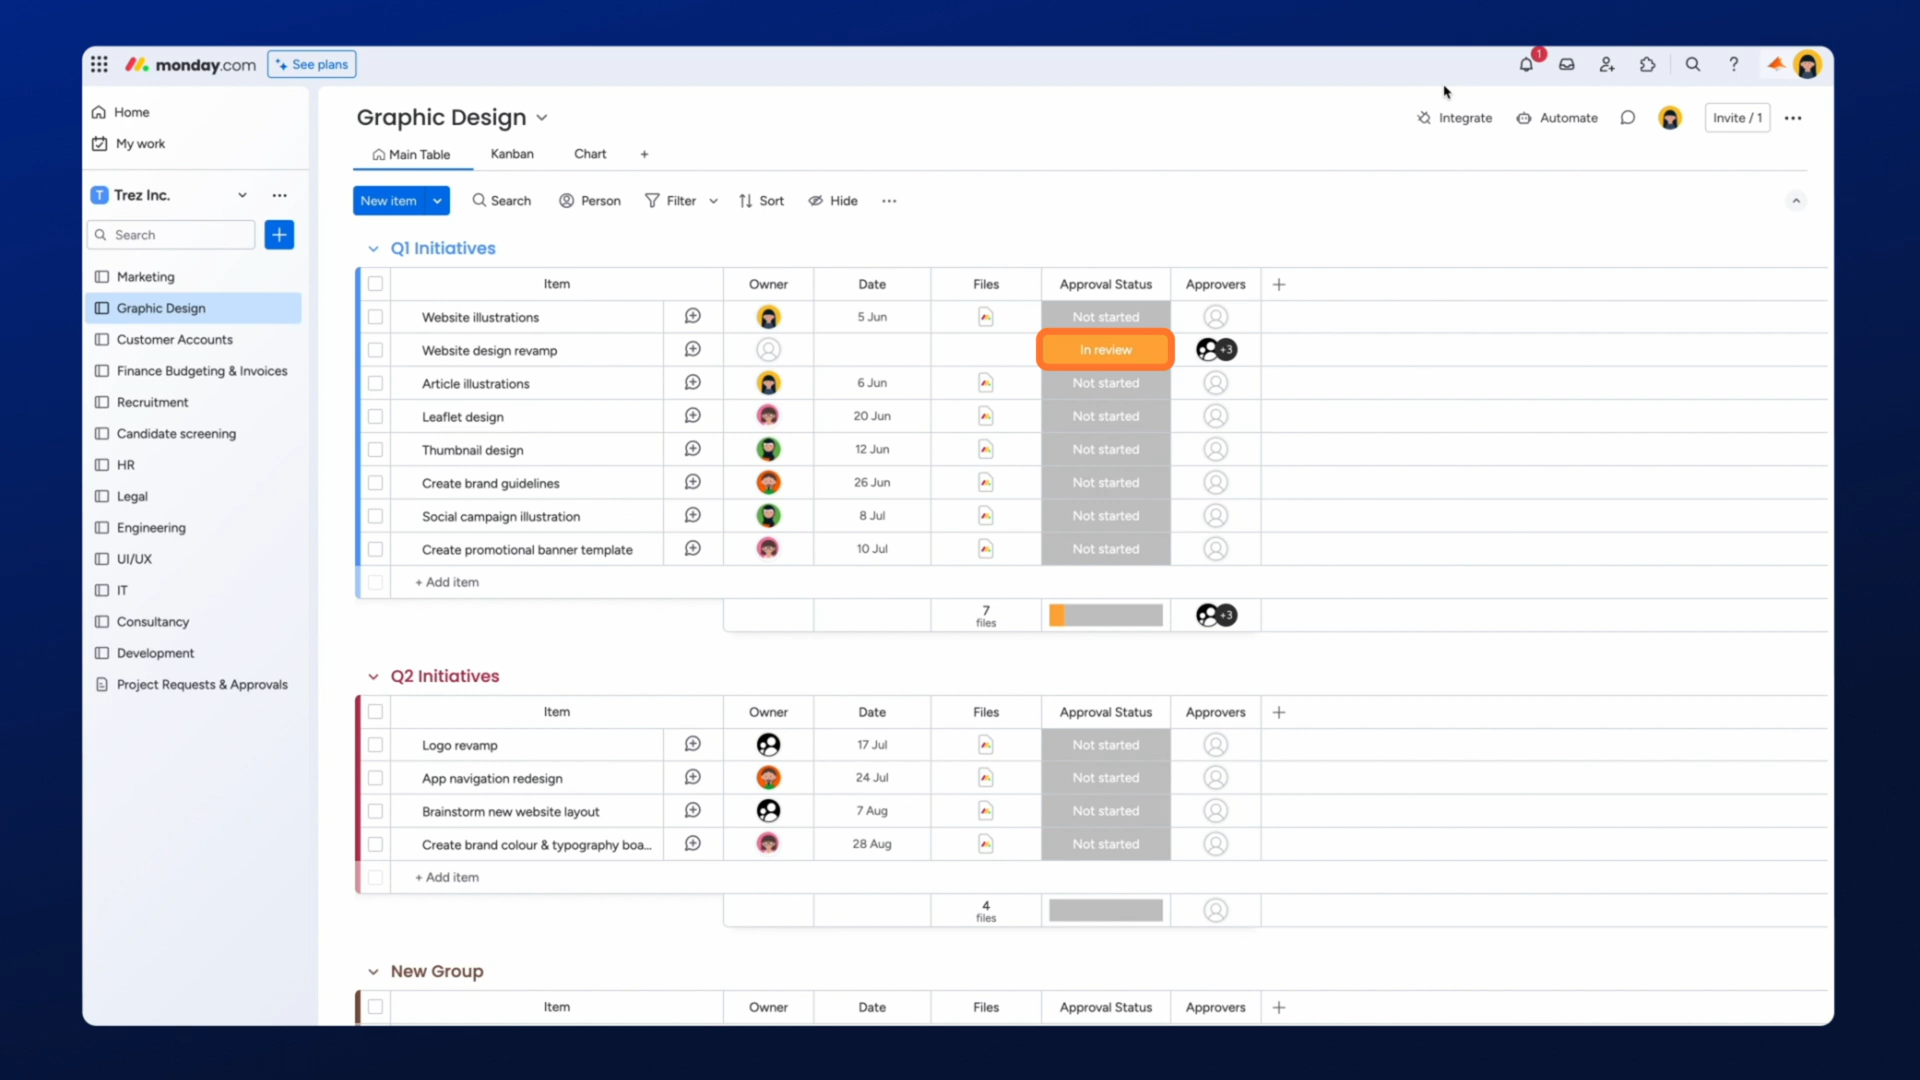 monday.com
See plans
1
Home
My work
T Trez Inc.
Search
Marketing
Graphic Design
Customer Accounts
Finance Budgeting & Invoices
Recruitment
Candidate screening
HR
Legal
Engineering
UI/UX
IT
Consultancy
Development
Project Requests & Approvals
Graphic Design
Integrate Automate Invite / 1
Main Table Kanban Chart +
New item Search Person Filter Sort Hide
Q1 Initiatives
Item Owner Date Files Approval Status Approvers
Website illustrations 5 Jun Not started
Website design revamp In review +3
Article illustrations 6 Jun Not started
Leaflet design 20 Jun Not started
Thumbnail design 12 Jun Not started
Create brand guidelines 26 Jun Not started
Social campaign illustration 8 Jul Not started
Create promotional banner template 10 Jul Not started
+ Add item
7 files +3
Q2 Initiatives
Item Owner Date Files Approval Status Approvers
Logo revamp 17 Jul Not started
App navigation redesign 24 Jul Not started
Brainstorm new website layout 7 Aug Not started
Create brand colour & typography boa... 28 Aug Not started
+ Add item
4 files
New Group
Item Owner Date Files Approval Status Approvers